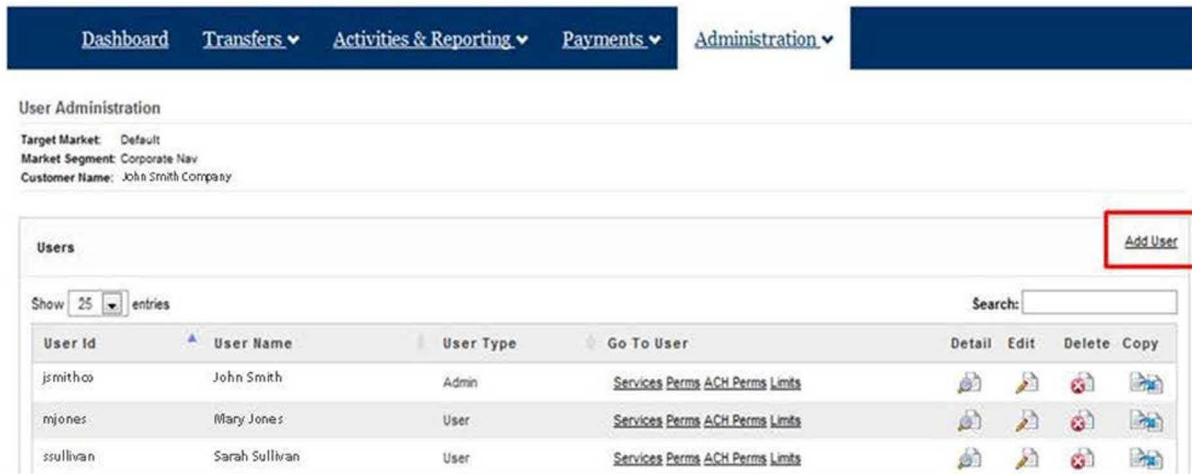 Dashboard Transfers Activities & Reporting Payments Administration
User Administration
Target Market: Default
Market Segment: Corporate Nav
Customer Name: John Smith Company
Users Add User
Show 25 entries Search:
User Id User Name User Type Go To User Detail Edit Delete Copy
jsmithco John Smith Admin Services Perms ACH Perms Limits
mjones Mary Jones User Services Perms ACH Perms Limits
ssullivan Sarah Sullivan User Services Perms ACH Perms Limits